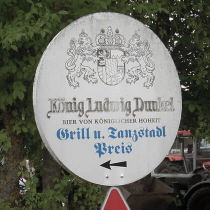 König Ludwig Dunkel
BIER VON KÖNIGLICHER HOHEIT
Grill u. Tanzstadl
Preis